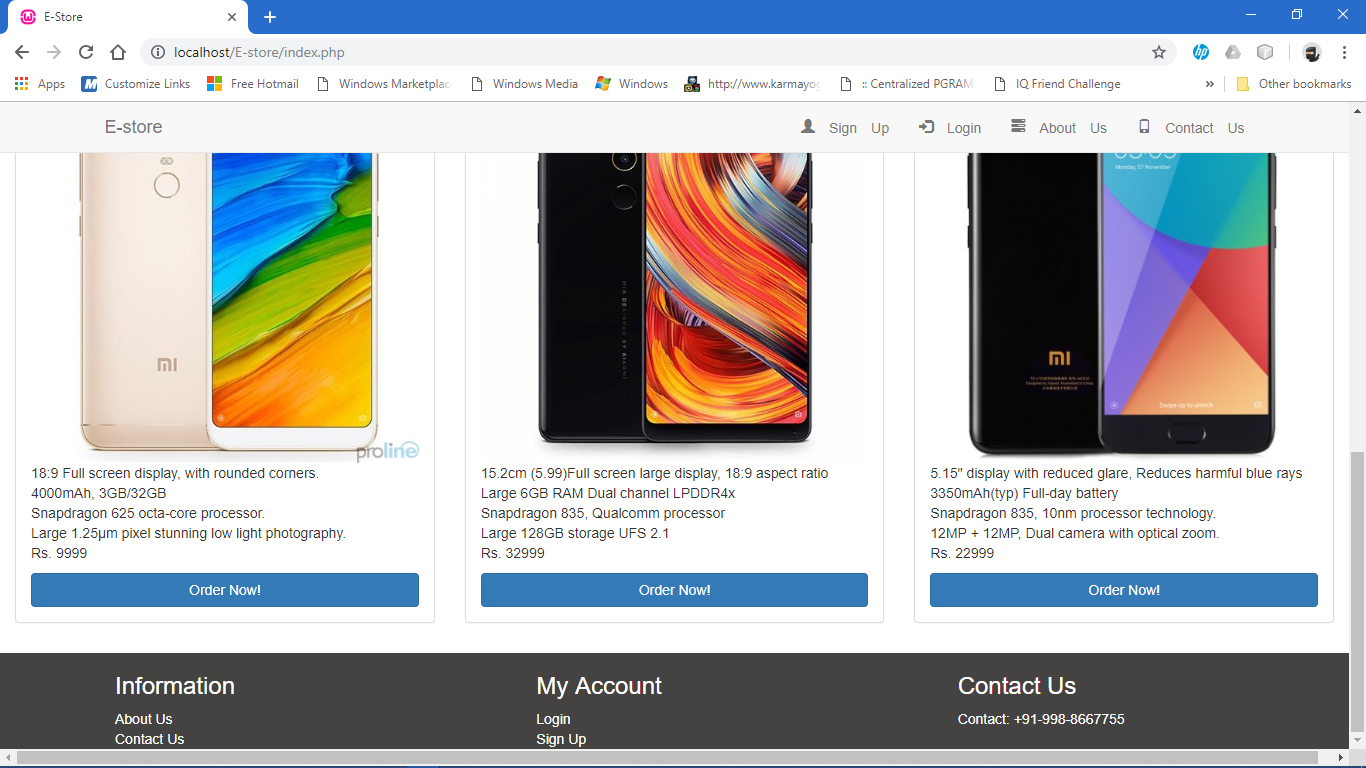 E-Store
localhost/E-store/index.php
Apps Customize Links Free Hotmail Windows Marketplac Windows Media Windows http://www.karmayog :: Centralized PGRAM IQ Friend Challenge » Other bookmarks
E-store Sign Up Login About Us Contact Us
Monday, 27 November
MI
MI
Swipe up to unlock
proline
18:9 Full screen display, with rounded corners.
4000mAh, 3GB/32GB
Snapdragon 625 octa-core processor.
Large 1.25μm pixel stunning low light photography.
Rs. 9999
Order Now!
15.2cm (5.99)Full screen large display, 18:9 aspect ratio
Large 6GB RAM Dual channel LPDDR4x
Snapdragon 835, Qualcomm processor
Large 128GB storage UFS 2.1
Rs. 32999
Order Now!
5.15" display with reduced glare, Reduces harmful blue rays
3350mAh(typ) Full-day battery
Snapdragon 835, 10nm processor technology.
12MP + 12MP, Dual camera with optical zoom.
Rs. 22999
Order Now!
Information
About Us
Contact Us
My Account
Login
Sign Up
Contact Us
Contact: +91-998-8667755